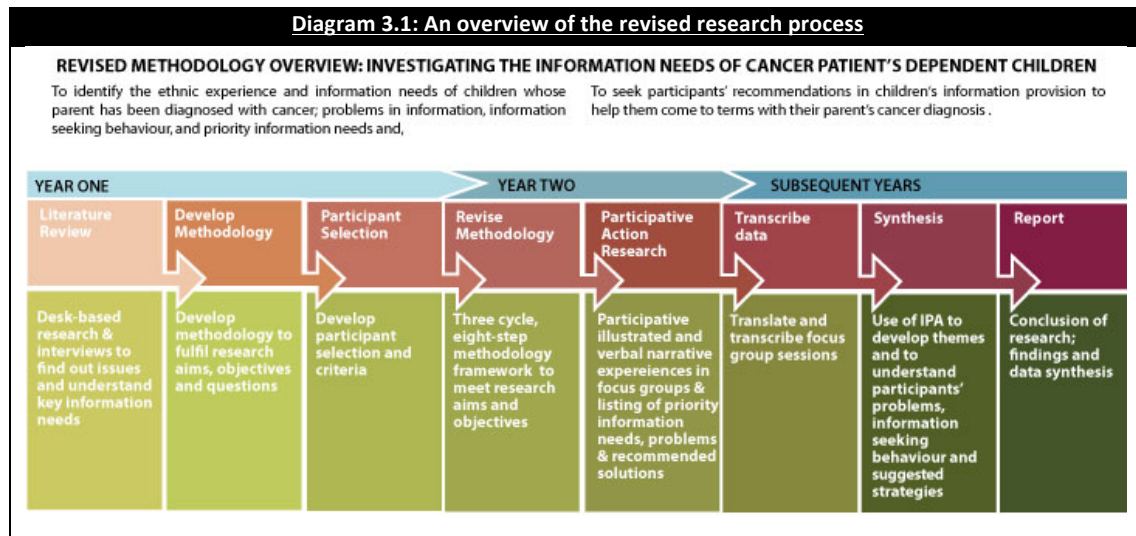 Diagram 3.1: An overview of the revised research process
REVISED METHODOLOGY OVERVIEW: INVESTIGATING THE INFORMATION NEEDS OF CANCER PATIENT'S DEPENDENT CHILDREN
To identify the ethnic experience and information needs of children whose
parent has been diagnosed with cancer; problems in information, information
seeking behaviour, and priority information needs and,
To seek participants' recommendations in children's information provision to
help them come to terms with their parent's cancer diagnosis .
YEAR ONE
YEAR TWO
SUBSEQUENT YEARS
Literature
Review
Develop
Methodology
Participant
Selection
Revise
Methodology
Participative
Action
Research
Transcribe
data
Synthesis
Report
Desk-based
research &
interviews to
find out issues
and understand
key information
needs
Develop
methodology to
fulfil research
aims, objectives
and questions
Develop
participant
selection and
criteria
Three cycle,
eight-step
methodology
framework to
meet research
aims and
objectives
Participative
illustrated and
verbal narrative
expereiences in
focus groups &
listing of priority
information
needs, problems
& recommended
solutions
Translate and
transcribe focus
group sessions
Use of IPA to
develop themes
and to
understand
participants'
problems,
information
seeking
behaviour and
suggested
strategies
Conclusion of
research;
findings and
data synthesis